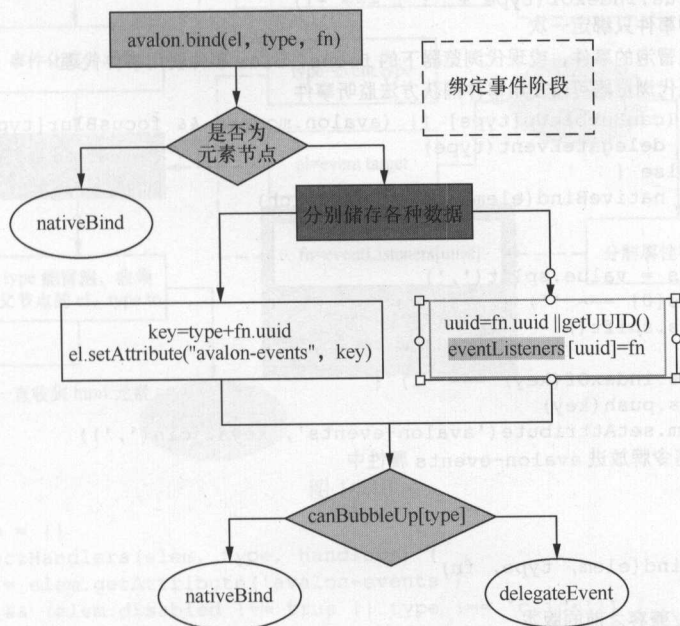 avalon.bind(el，type，fn)
绑定事件阶段
是否为
元素节点
nativeBind
分别储存各种数据
key=type+fn.uuid
el.setAttribute("avalon-events"，key)
uuid=fn.uuid ||getUUID()
eventListeners [uuid]=fn
canBubbleUp[type]
nativeBind
delegateEvent